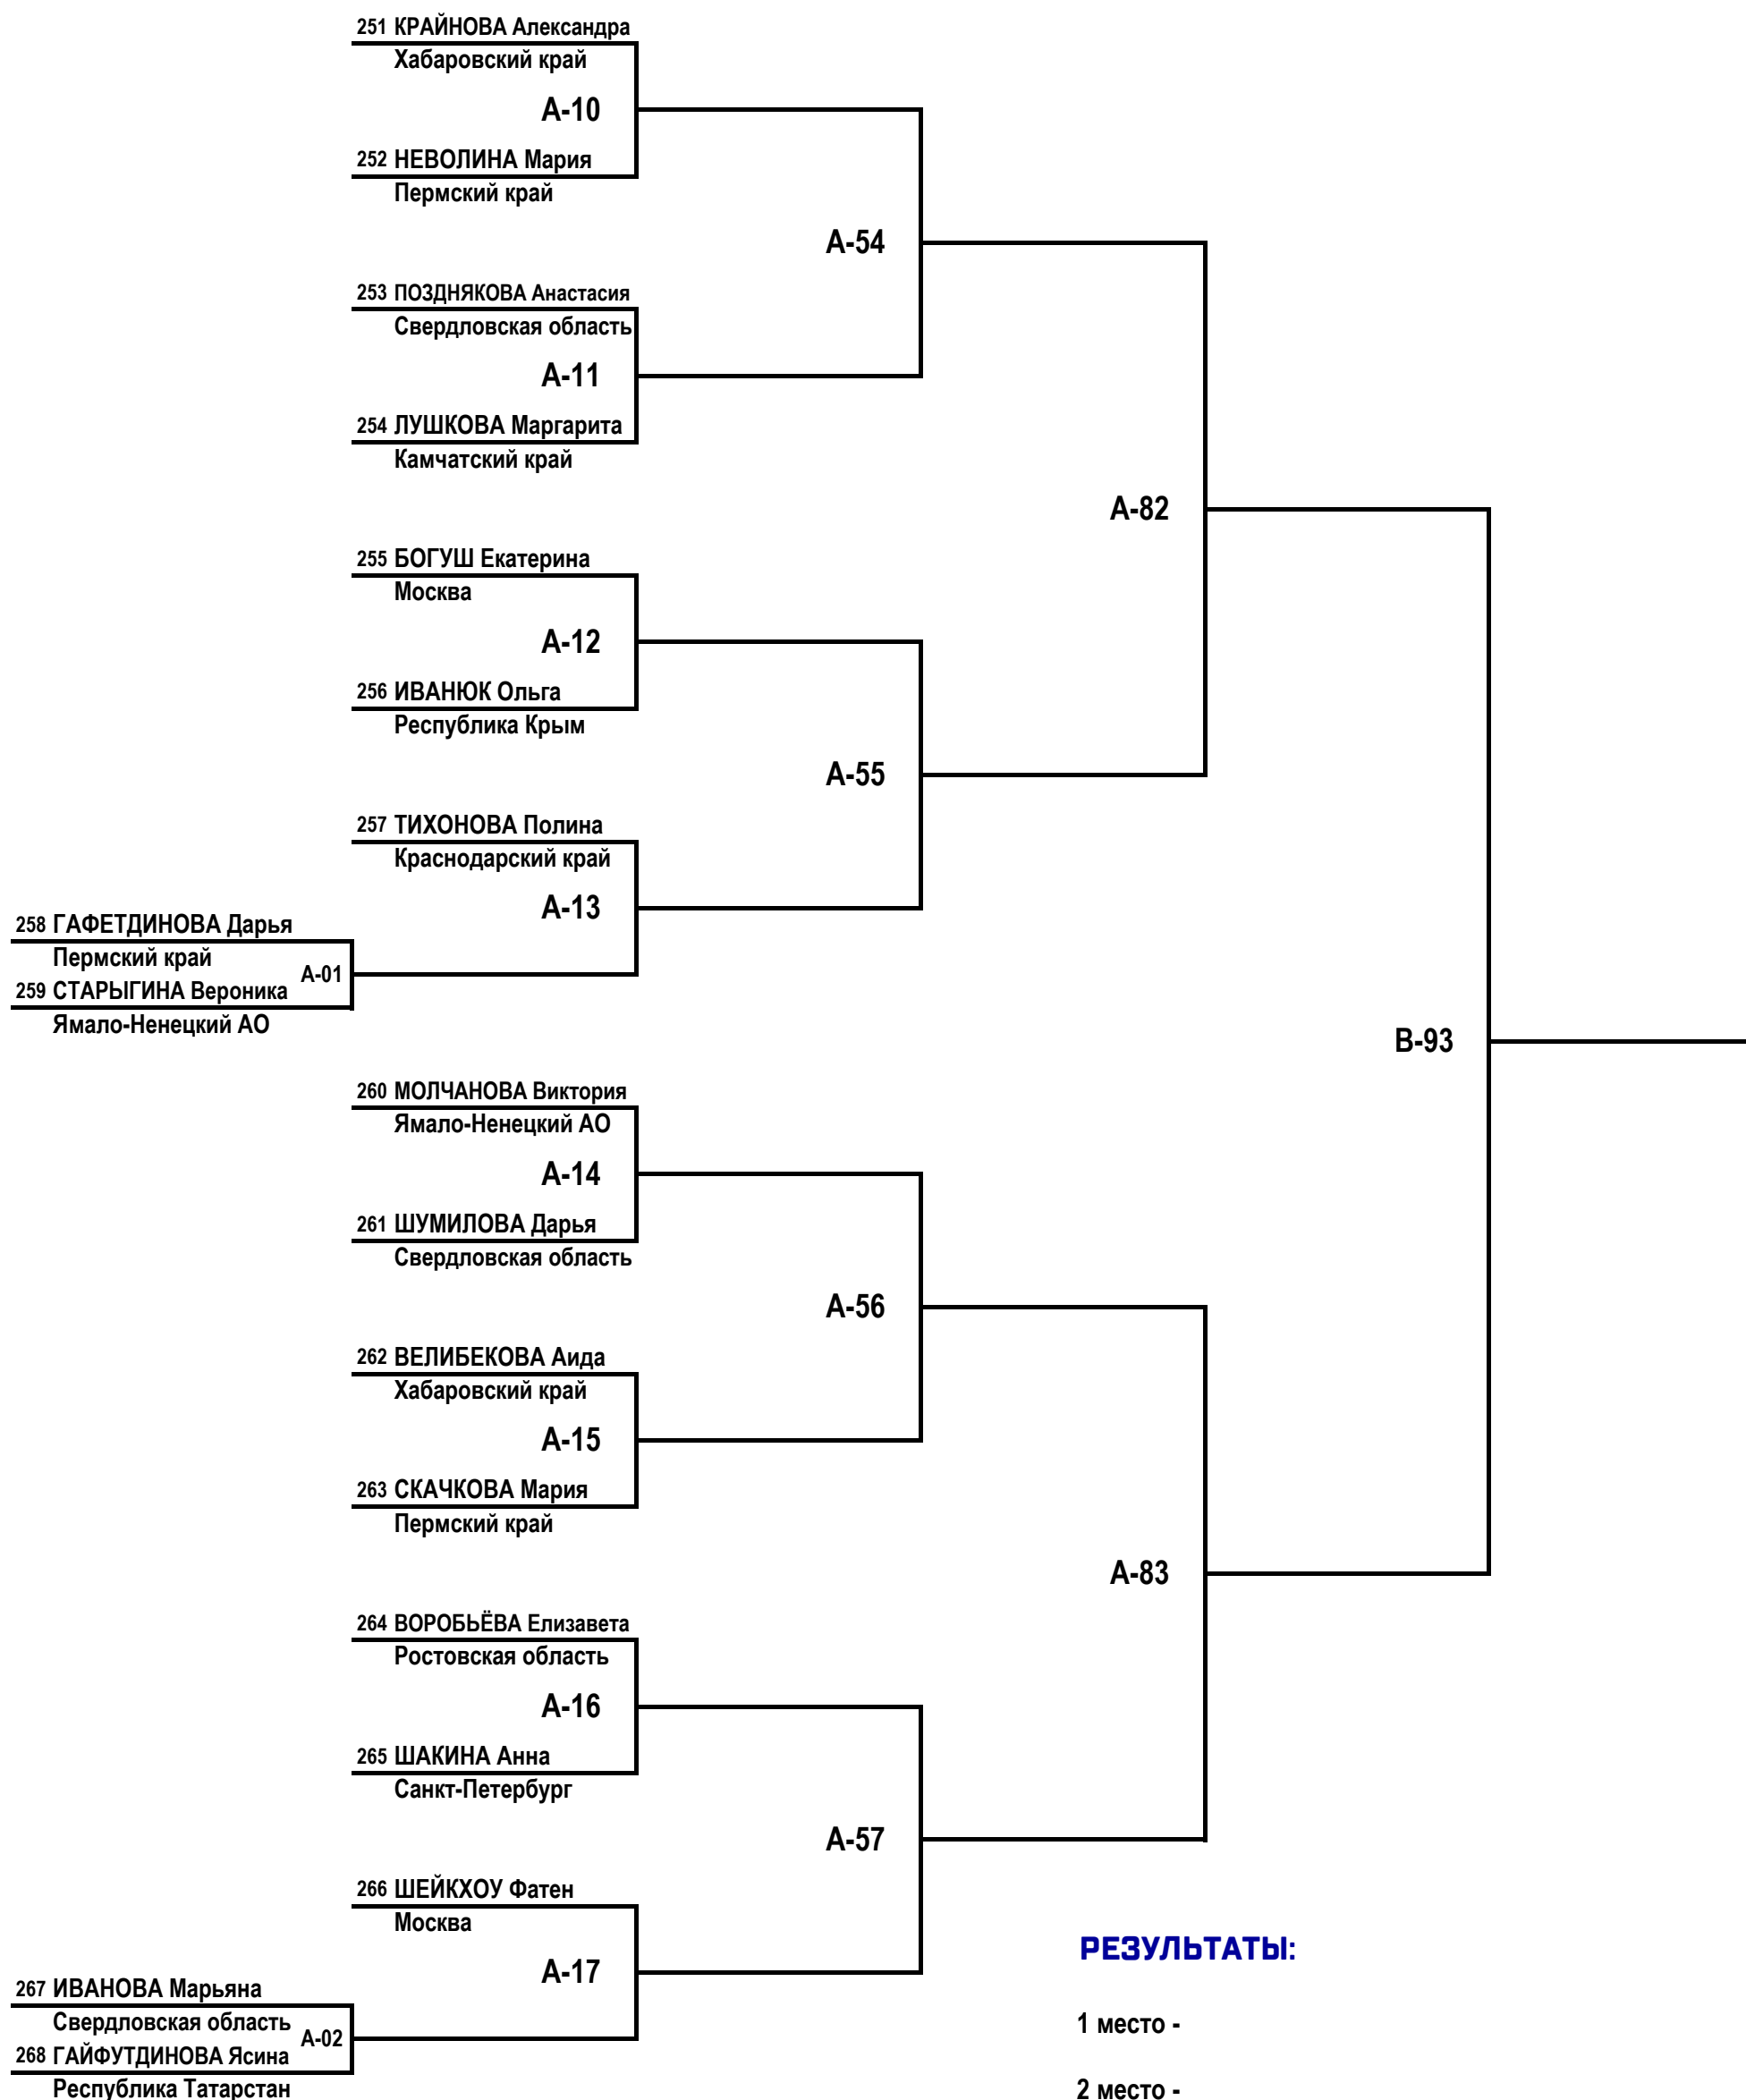 251 КРАЙНОВА Александра
Хабаровский край
А-10
252 НЕВОЛИНА Мария
Пермский край
А-54
253 ПОЗДНЯКОВА Анастасия
Свердловская область
А-11
254 ЛУШКОВА Маргарита
Камчатский край
А-82
255 БОГУШ Екатерина
Москва
А-12
256 ИВАНЮК Ольга
Республика Крым
А-55
257 ТИХОНОВА Полина
Краснодарский край
А-13
258 ГАФЕТДИНОВА Дарья
Пермский край
А-01
259 СТАРЫГИНА Вероника
Ямало-Ненецкий АО
В-93
260 МОЛЧАНОВА Виктория
Ямало-Ненецкий АО
А-14
261 ШУМИЛОВА Дарья
Свердловская область
А-56
262 ВЕЛИБЕКОВА Аида
Хабаровский край
А-15
263 СКАЧКОВА Мария
Пермский край
А-83
264 ВОРОБЬЁВА Елизавета
Ростовская область
А-16
265 ШАКИНА Анна
Санкт-Петербург
А-57
266 ШЕЙКХОУ Фатен
Москва
А-17
267 ИВАНОВА Марьяна
Свердловская область
А-02
268 ГАЙФУТДИНОВА Ясина
Республика Татарстан
РЕЗУЛЬТАТЫ:
1 место -
2 место -